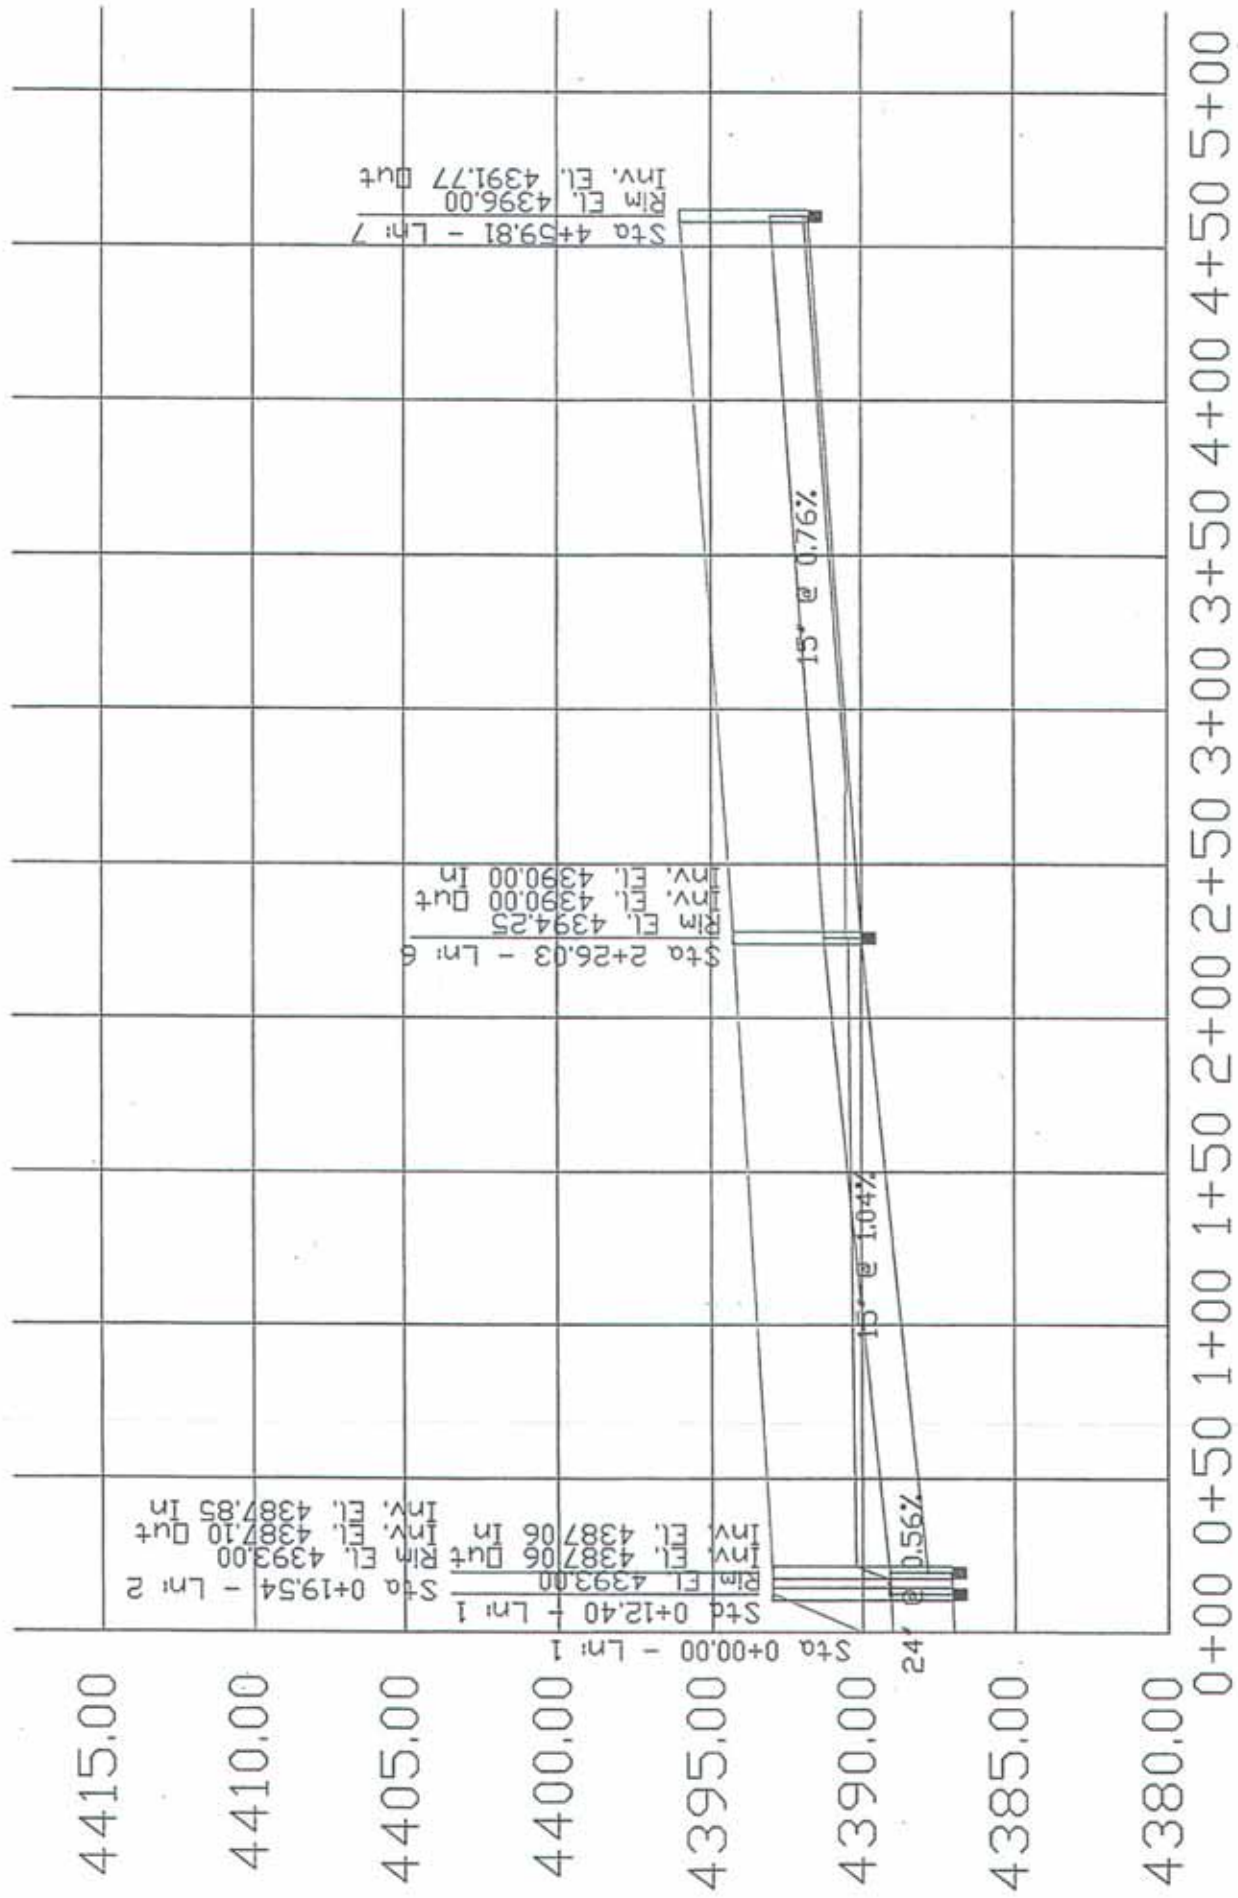 4415.00
4410.00
4405.00
4400.00
4395.00
4390.00
4385.00
4380.00
Sta 0+00.00 - Ln: 1
Sta 0+12.40 - Ln: 1
Rim El. 4393.00
Inv. El. 4387.06 Out
Inv. El. 4387.06 In
Sta 0+19.54 - Ln: 2
Rim El. 4393.00
Inv. El. 4387.10 Out
Inv. El. 4387.85 In
Sta 2+26.03 - Ln: 6
Rim El. 4394.25
Inv. El. 4390.00 Out
Inv. El. 4390.00 In
Sta 4+59.81 - Ln: 7
Rim El. 4396.00
Inv. El. 4391.77 Out
24" @ 0.56%
15" @ 1.04%
15" @ 0.76%
0+00 0+50 1+00 1+50 2+00 2+50 3+00 3+50 4+00 4+50 5+00